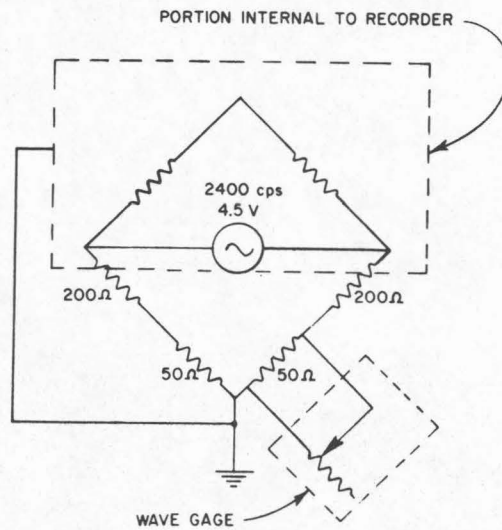 PORTION INTERNAL TO RECORDER
2400 cps
4.5 V
200Ω
200Ω
50Ω
50Ω
WAVE GAGE